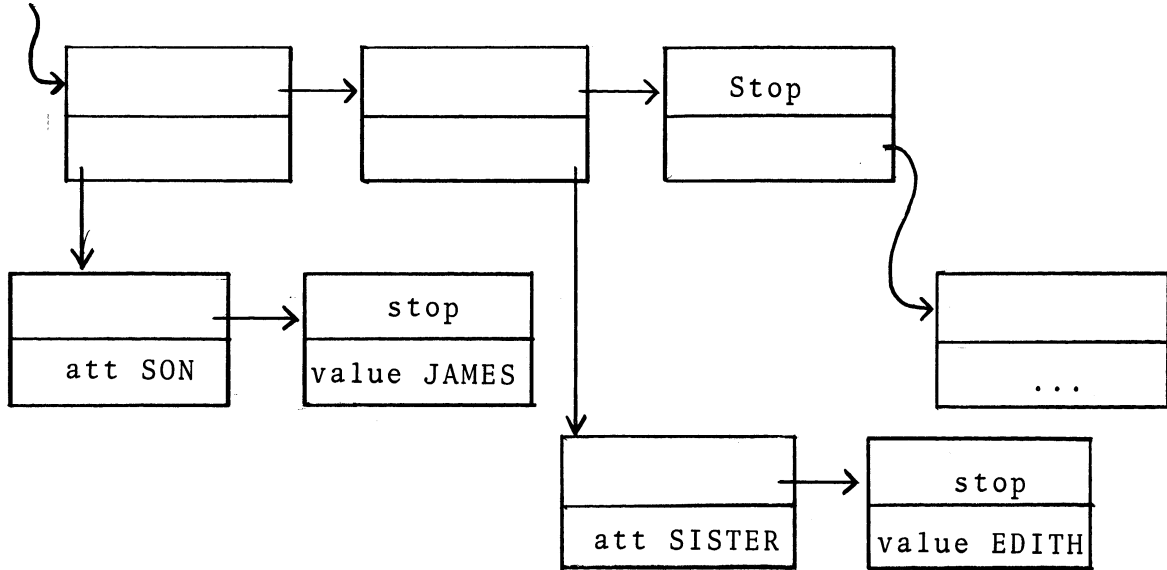 Stop
stop
att SON
value JAMES
...
stop
att SISTER
value EDITH